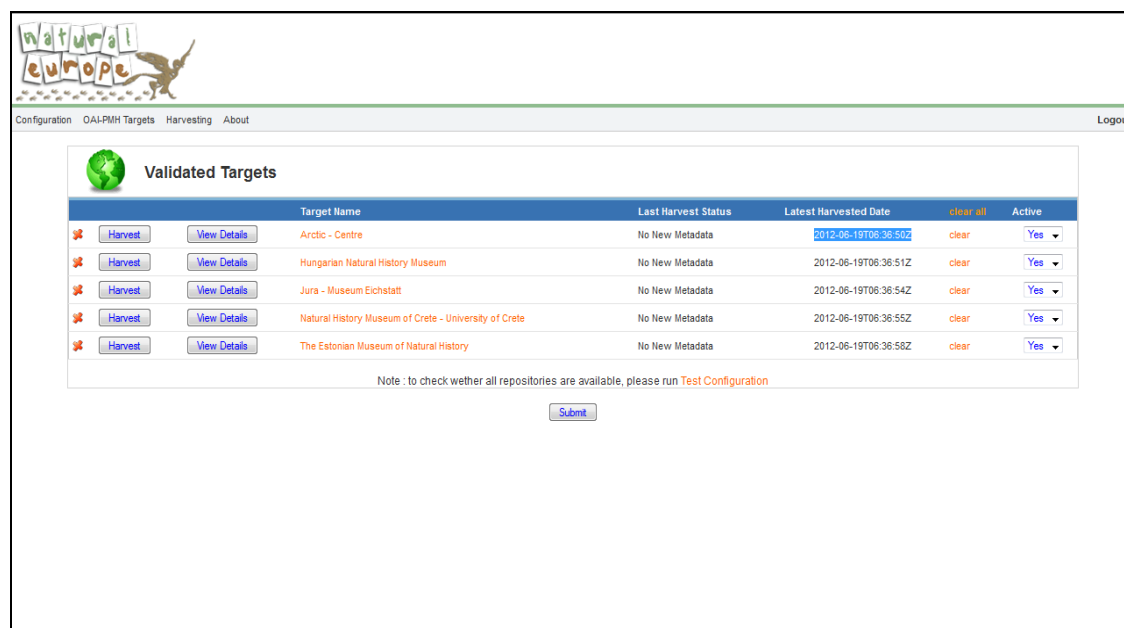 natural
europe
Configuration OAI-PMH Targets Harvesting About Logou
Validated Targets
Target Name Last Harvest Status Latest Harvested Date clear all Active
Harvest View Details Arctic - Centre No New Metadata 2012-06-19T06:36:50Z clear Yes
Harvest View Details Hungarian Natural History Museum No New Metadata 2012-06-19T06:36:51Z clear Yes
Harvest View Details Jura - Museum Eichstatt No New Metadata 2012-06-19T06:36:54Z clear Yes
Harvest View Details Natural History Museum of Crete - University of Crete No New Metadata 2012-06-19T06:36:55Z clear Yes
Harvest View Details The Estonian Museum of Natural History No New Metadata 2012-06-19T06:36:58Z clear Yes
Note : to check wether all repositories are available, please run Test Configuration
Submit